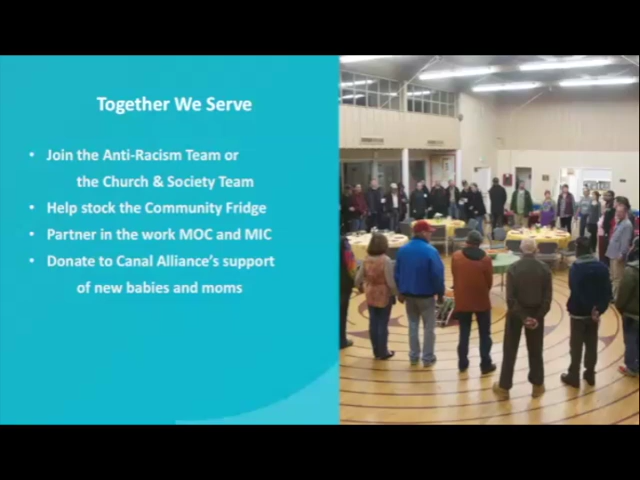 Together We Serve
• Join the Anti-Racism Team or
the Church & Society Team
• Help stock the Community Fridge
• Partner in the work MOC and MIC
• Donate to Canal Alliance's support
of new babies and moms